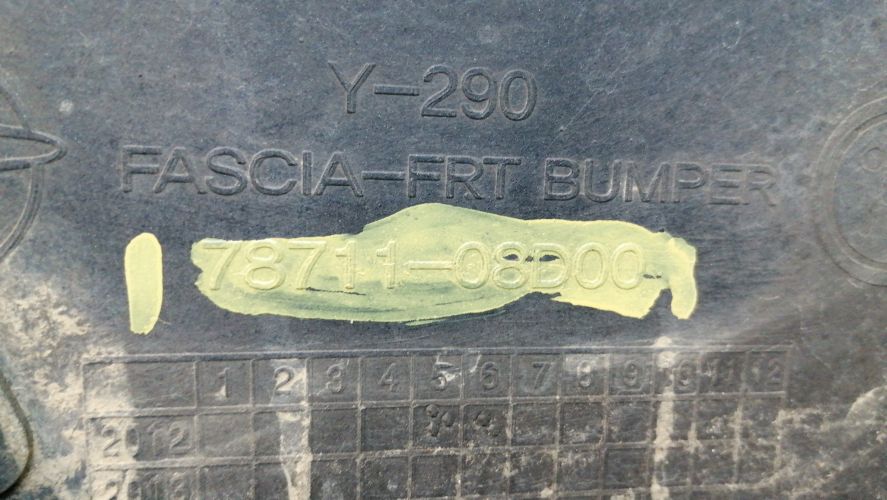 Y-290
FASCIA-FRT BUMPER
78711-08D00
1 2 3 4 5 6 7 8 9 10 11 12
2012
2013